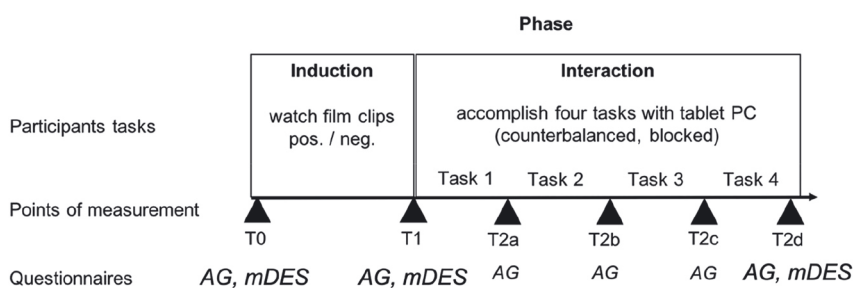 Phase
Induction Interaction
Participants tasks watch film clips pos. / neg. accomplish four tasks with tablet PC (counterbalanced, blocked)
Task 1 Task 2 Task 3 Task 4
Points of measurement
T0 T1 T2a T2b T2c T2d
Questionnaires AG, mDES AG, mDES AG AG AG AG, mDES